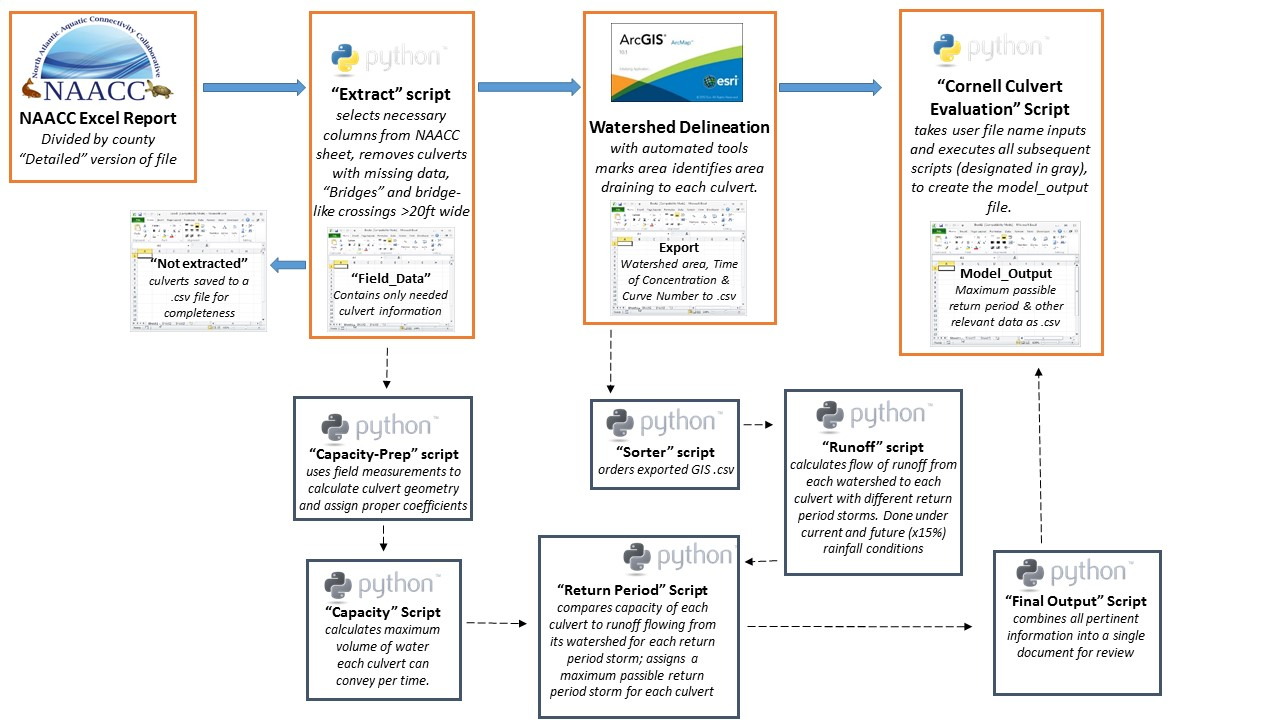 North Atlantic Aquatic Connectivity Collaborative
NAACC
NAACC Excel Report
Divided by county
“Detailed” version of file
python™
“Extract” script
selects necessary
columns from NAACC
sheet, removes culverts
with missing data,
“Bridges” and bridge-
like crossings >20ft wide
“Field_Data”
Contains only needed
culvert information
“Not extracted”
culverts saved to a
.csv file for
completeness
ArcGIS® ArcMap™
esri
Watershed Delineation
with automated tools
marks area identifies area
draining to each culvert.
Export
Watershed area, Time
of Concentration &
Curve Number to .csv
python™
“Cornell Culvert
Evaluation” Script
takes user file name inputs
and executes all subsequent
scripts (designated in gray),
to create the model_output
file.
Model_Output
Maximum passible
return period & other
relevant data as .csv
python™
“Capacity-Prep” script
uses field measurements to
calculate culvert geometry
and assign proper coefficients
python™
“Sorter” script
orders exported GIS .csv
python™
“Runoff” script
calculates flow of runoff from
each watershed to each
culvert with different return
period storms. Done under
current and future (x15%)
rainfall conditions
python™
“Capacity” Script
calculates maximum
volume of water
each culvert can
convey per time.
python
“Return Period” Script
compares capacity of each
culvert to runoff flowing from
its watershed for each return
period storm; assigns a
maximum possible return
period storm for each culvert
python™
“Final Output” Script
combines all pertinent
information into a single
document for review